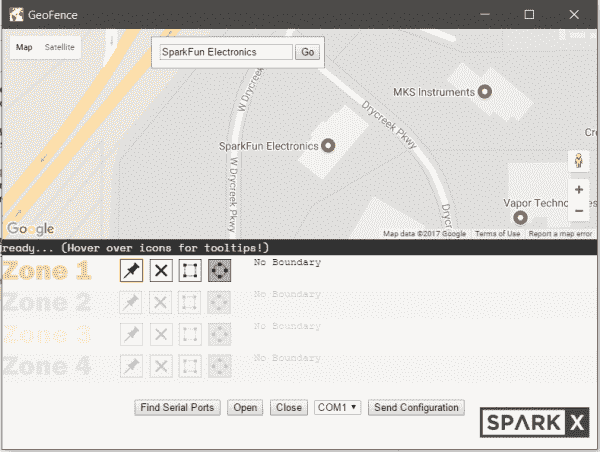 GeoFence
Map Satellite
SparkFun Electronics Go
W Drycreek Pkwy
Drycreek Pkwy
MKS Instruments
SparkFun Electronics
W Drycreek Pkwy
Vapor Technologies
Google
Map data ©2017 Google Terms of Use Report a map error
ready... (Hover over icons for tooltips!)
Zone 1 No Boundary
Zone 2 No Boundary
Zone 3 No Boundary
Zone 4 No Boundary
Find Serial Ports Open Close COM1 Send Configuration
SPARK X